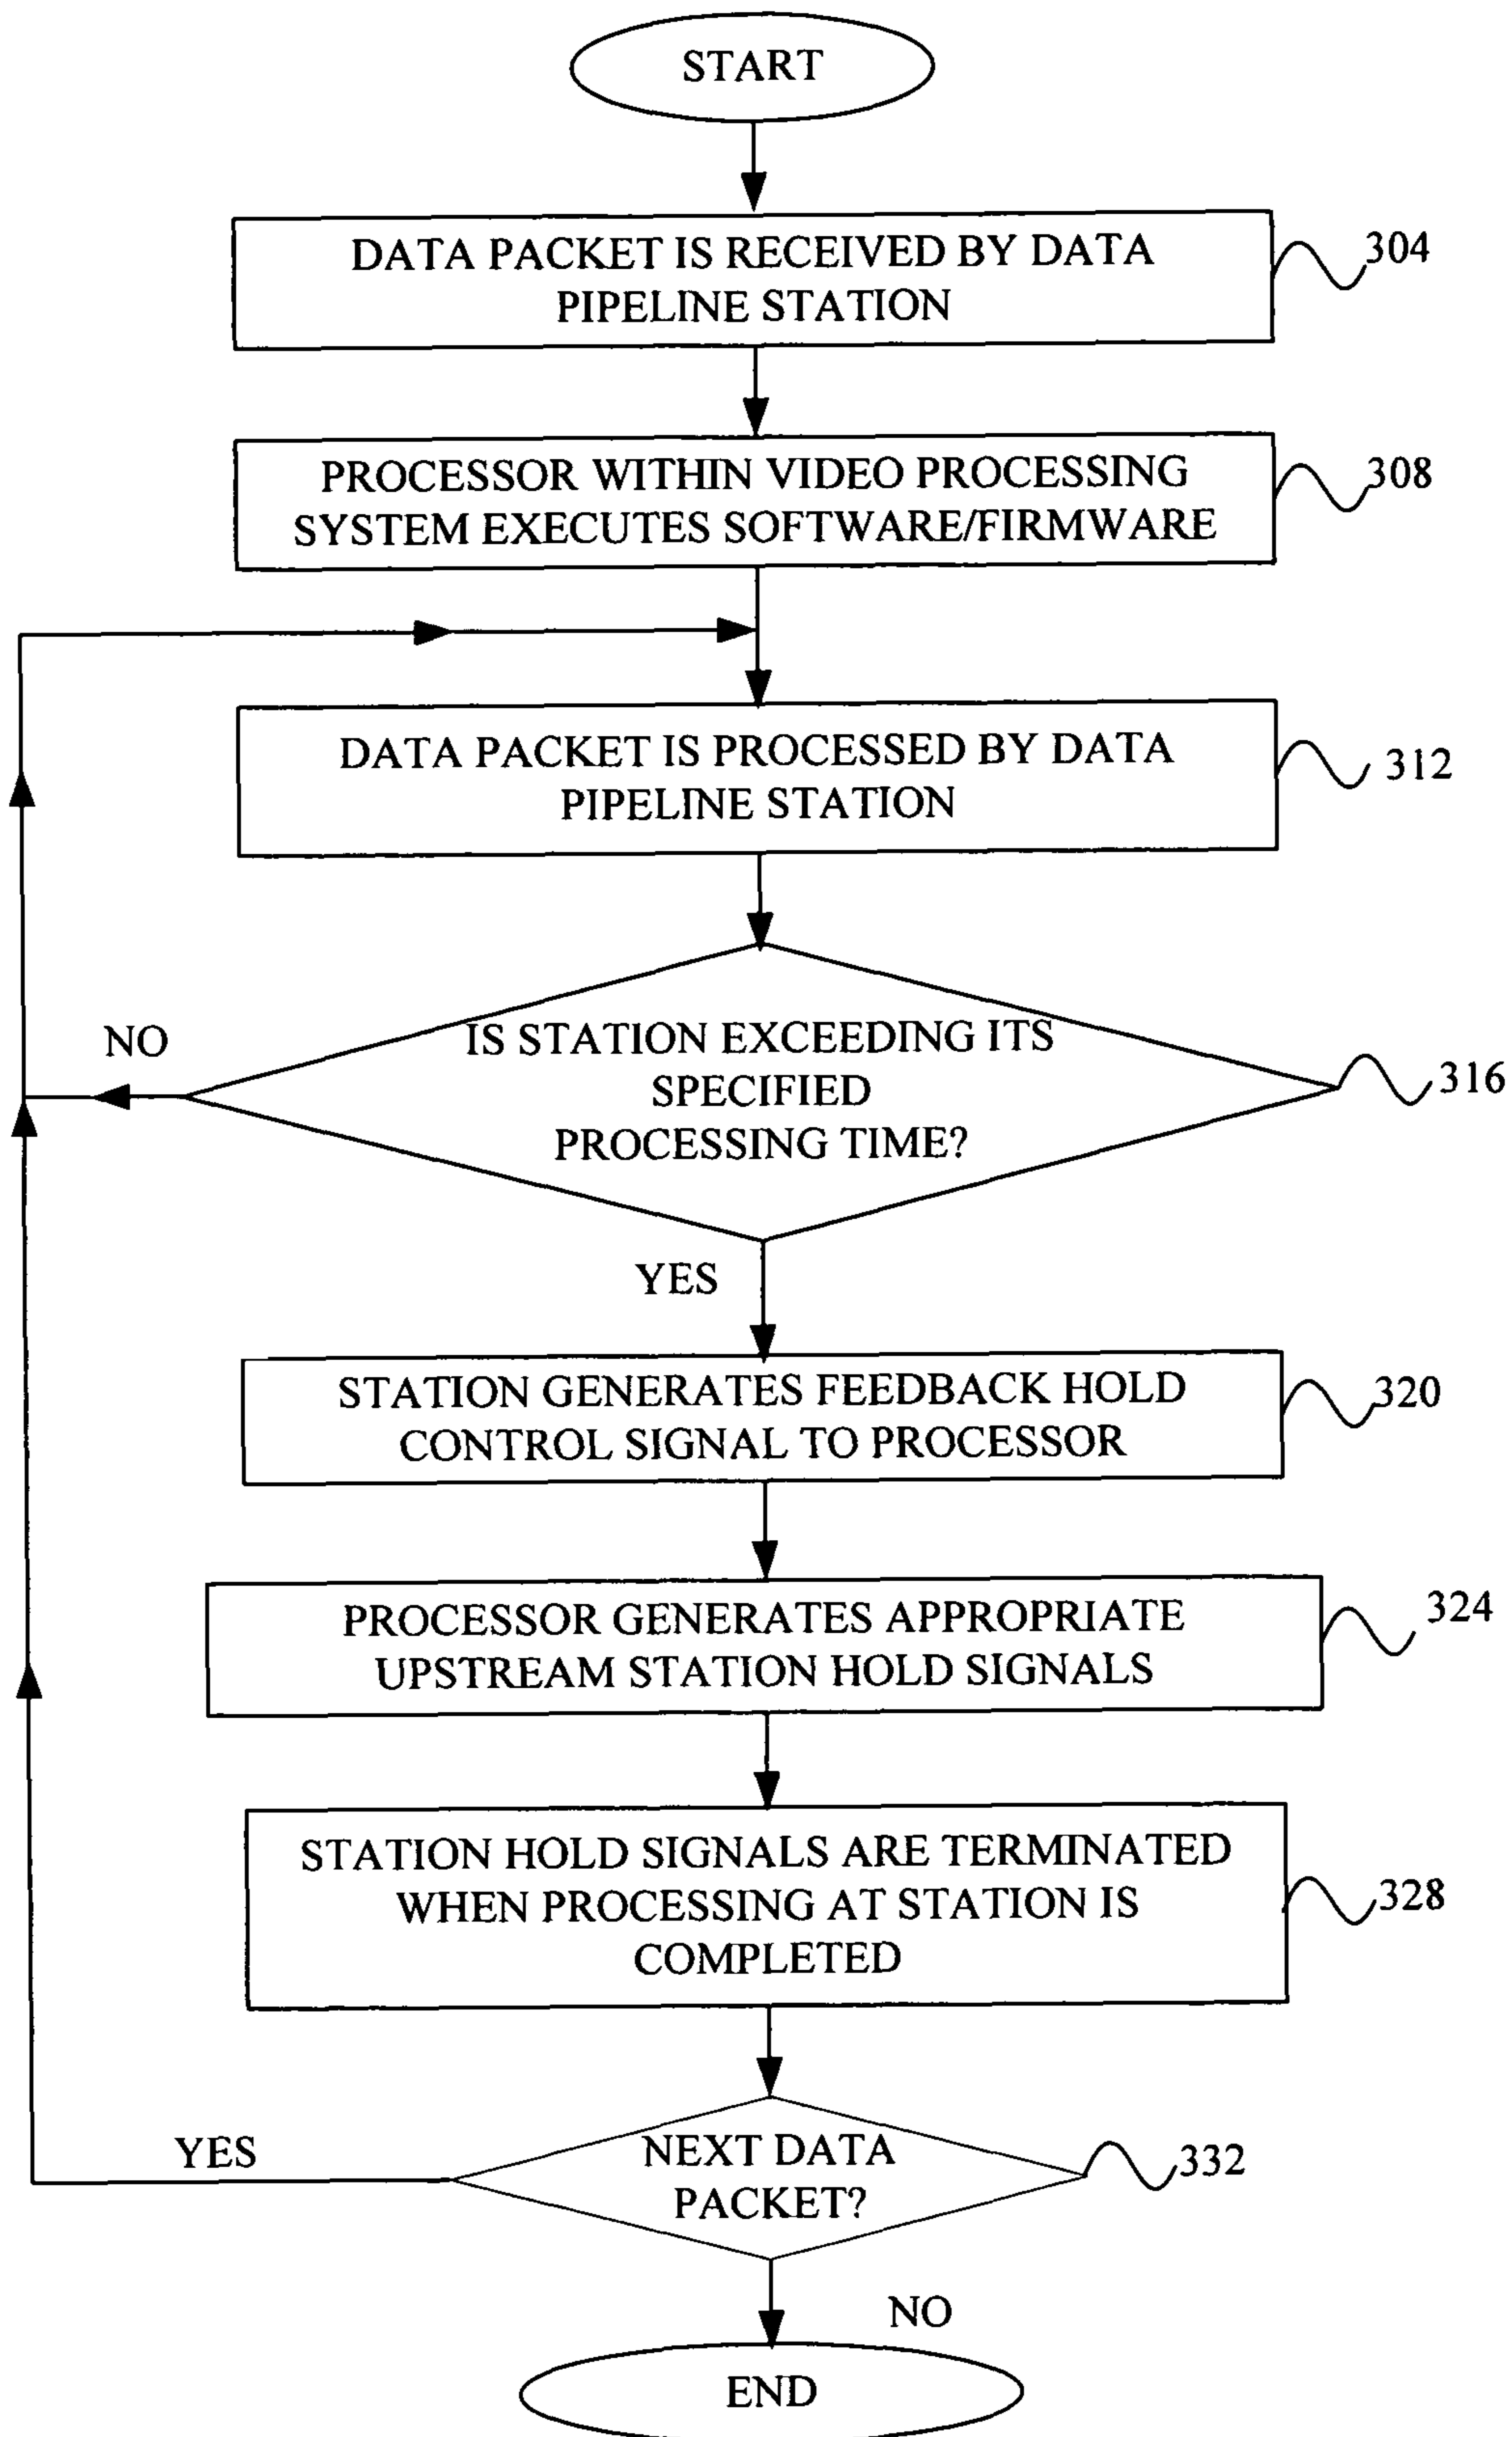 START
DATA PACKET IS RECEIVED BY DATA
PIPELINE STATION
304
PROCESSOR WITHIN VIDEO PROCESSING
SYSTEM EXECUTES SOFTWARE/FIRMWARE
308
DATA PACKET IS PROCESSED BY DATA
PIPELINE STATION
312
NO
IS STATION EXCEEDING ITS
SPECIFIED
PROCESSING TIME?
316
YES
STATION GENERATES FEEDBACK HOLD
CONTROL SIGNAL TO PROCESSOR
320
PROCESSOR GENERATES APPROPRIATE
UPSTREAM STATION HOLD SIGNALS
324
STATION HOLD SIGNALS ARE TERMINATED
WHEN PROCESSING AT STATION IS
COMPLETED
328
YES
NEXT DATA
PACKET?
332
NO
END